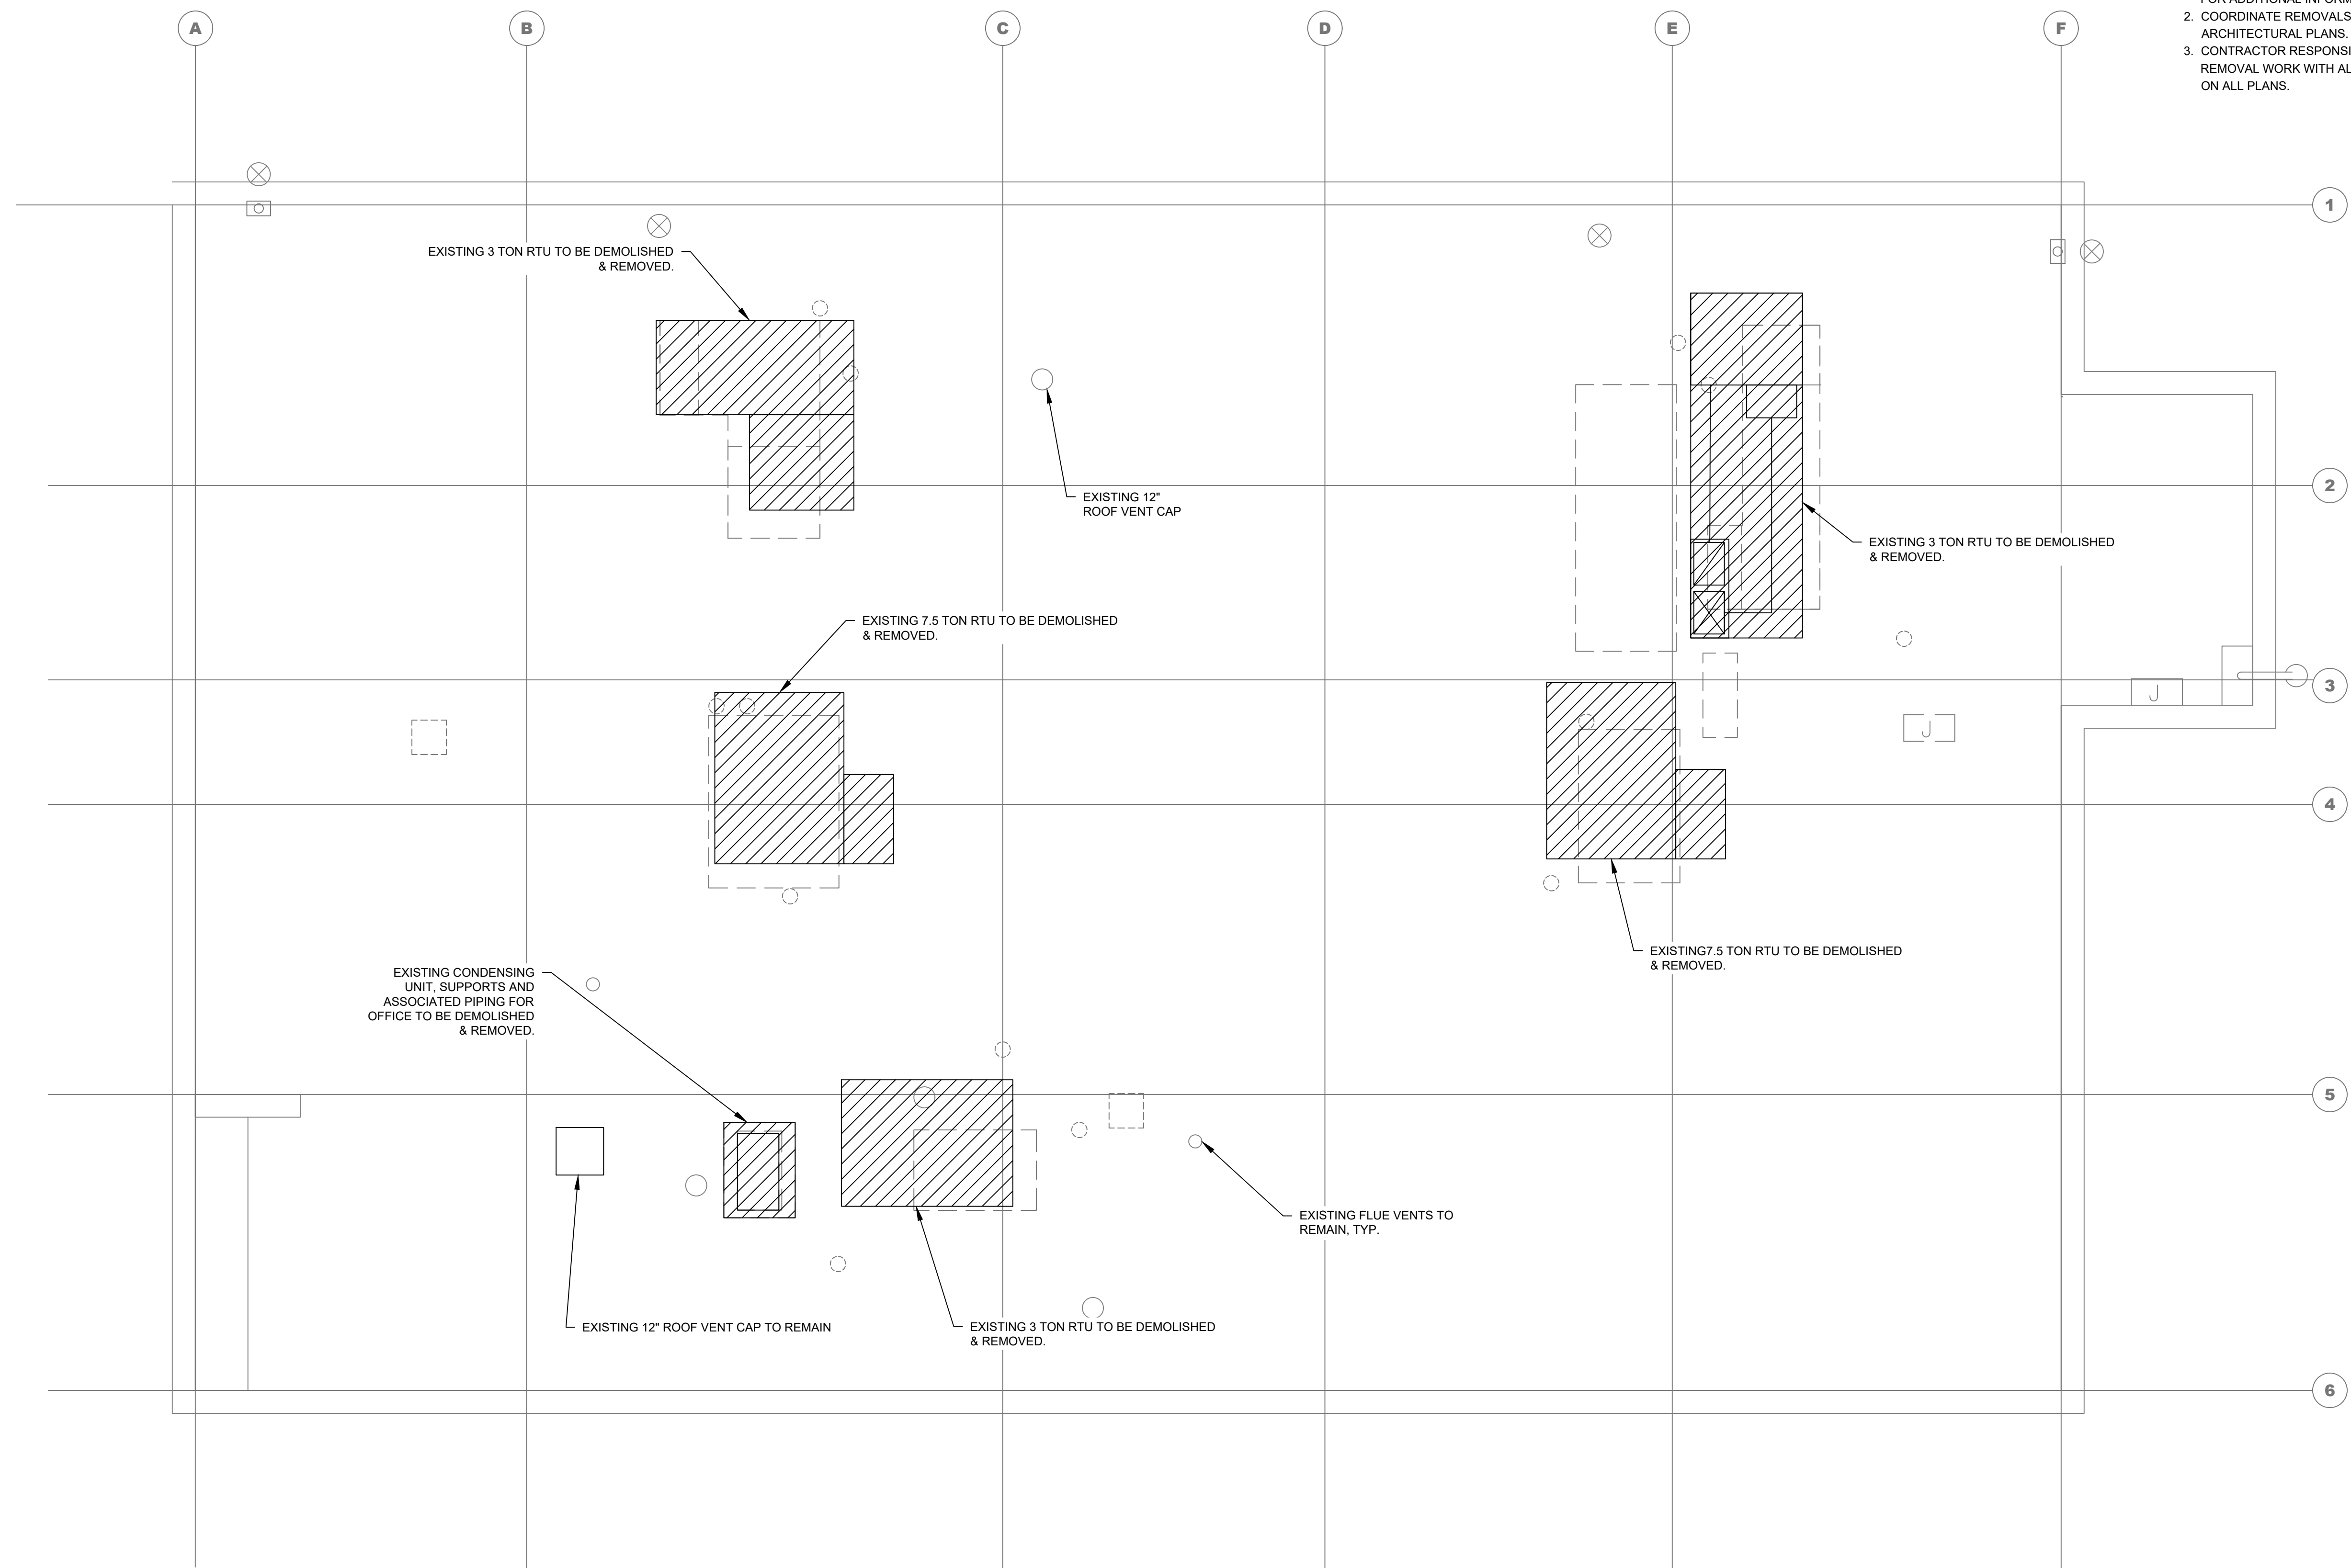 A
B
C
D
E
F
2. COORDINATE REMOVALS
ARCHITECTURAL PLANS.
3. CONTRACTOR RESPONSI
REMOVAL WORK WITH AL
ON ALL PLANS.
1
EXISTING 3 TON RTU TO BE DEMOLISHED
& REMOVED.
2
EXISTING 12"
ROOF VENT CAP
EXISTING 3 TON RTU TO BE DEMOLISHED
& REMOVED.
EXISTING 7.5 TON RTU TO BE DEMOLISHED
& REMOVED.
3
J
J
4
EXISTING7.5 TON RTU TO BE DEMOLISHED
& REMOVED.
EXISTING CONDENSING
UNIT, SUPPORTS AND
ASSOCIATED PIPING FOR
OFFICE TO BE DEMOLISHED
& REMOVED.
5
EXISTING FLUE VENTS TO
REMAIN, TYP.
EXISTING 12" ROOF VENT CAP TO REMAIN
EXISTING 3 TON RTU TO BE DEMOLISHED
& REMOVED.
6